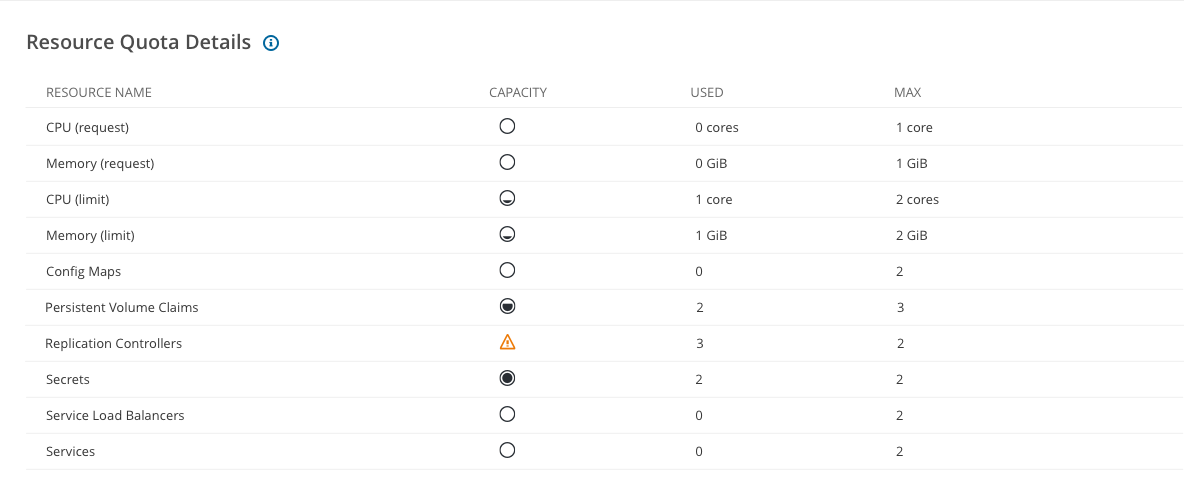 Resource Quota Details
RESOURCE NAME CAPACITY USED MAX
CPU (request) 0 cores 1 core
Memory (request) 0 GiB 1 GiB
CPU (limit) 1 core 2 cores
Memory (limit) 1 GiB 2 GiB
Config Maps 0 2
Persistent Volume Claims 2 3
Replication Controllers 3 2
Secrets 2 2
Service Load Balancers 0 2
Services 0 2